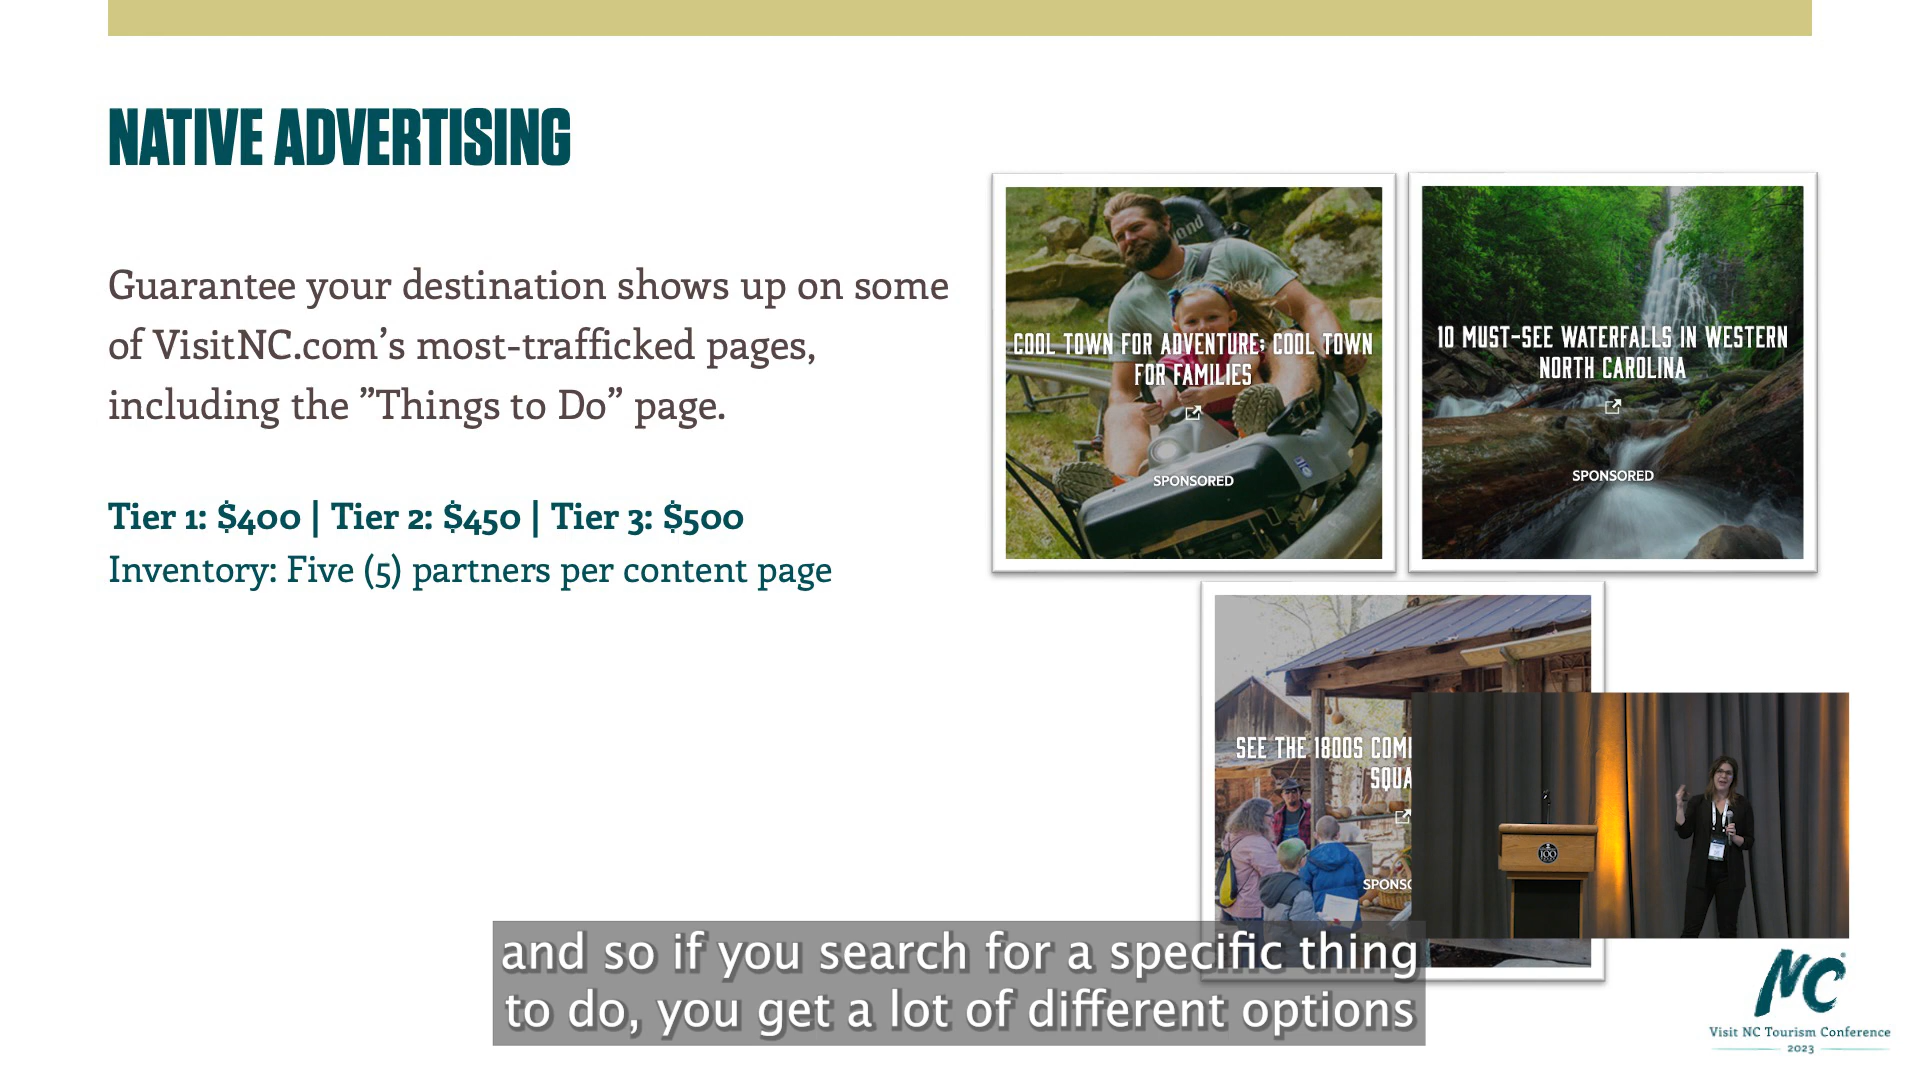 NATIVE ADVERTISING
Guarantee your destination shows up on some
of VisitNC.com’s most-trafficked pages,
including the ”Things to Do” page.
Tier 1: $400 | Tier 2: $450 | Tier 3: $500
Inventory: Five (5) partners per content page
COOL TOWN FOR ADVENTURE; COOL TOWN
FOR FAMILIES
SPONSORED
10 MUST-SEE WATERFALLS IN WESTERN
NORTH CAROLINA
SPONSORED
SEE THE 1800S
and so if you search for a specific thing
to do, you get a lot of different options
NC
Visit NC Tourism Conference
2023